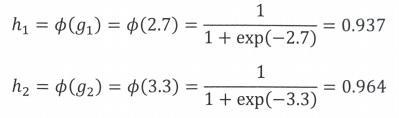 h₁ = ϕ(g₁) = ϕ(2.7) = 1 / (1 + exp(−2.7)) = 0.937
h₂ = ϕ(g₂) = ϕ(3.3) = 1 / (1 + exp(−3.3)) = 0.964